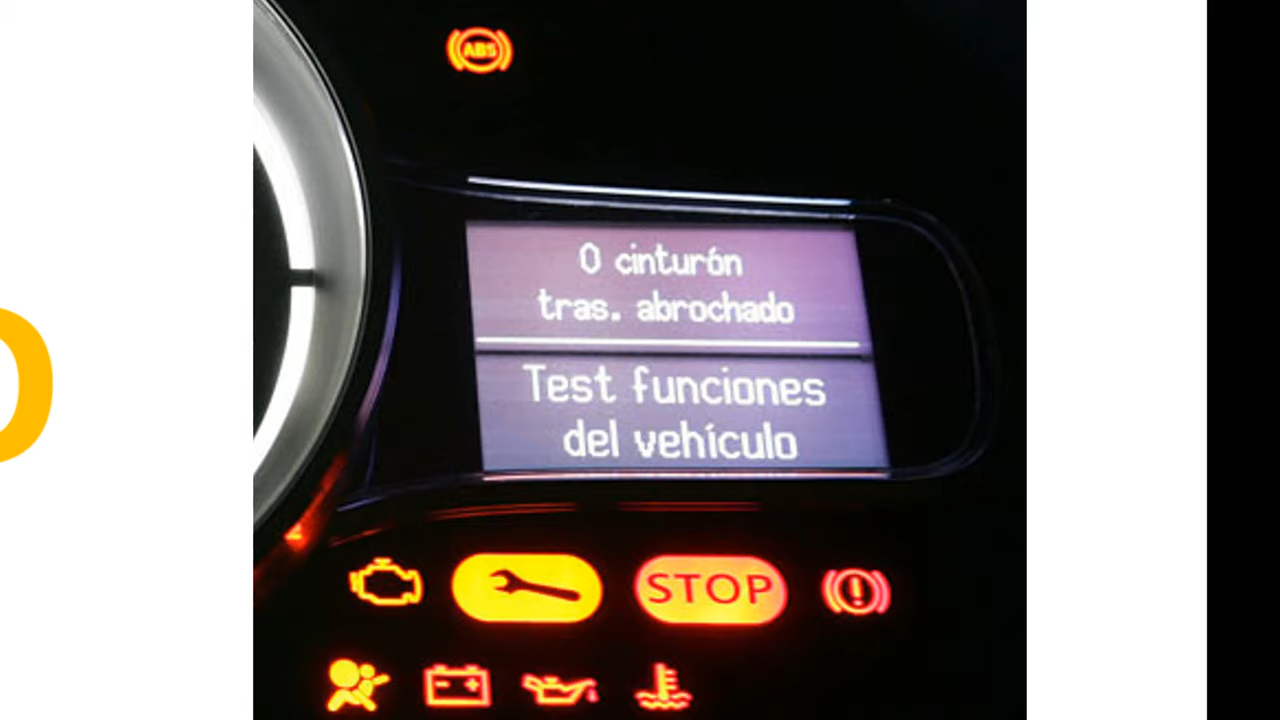 ABS
0 cinturón
tras. abrochado
Test funciones
del vehículo
STOP